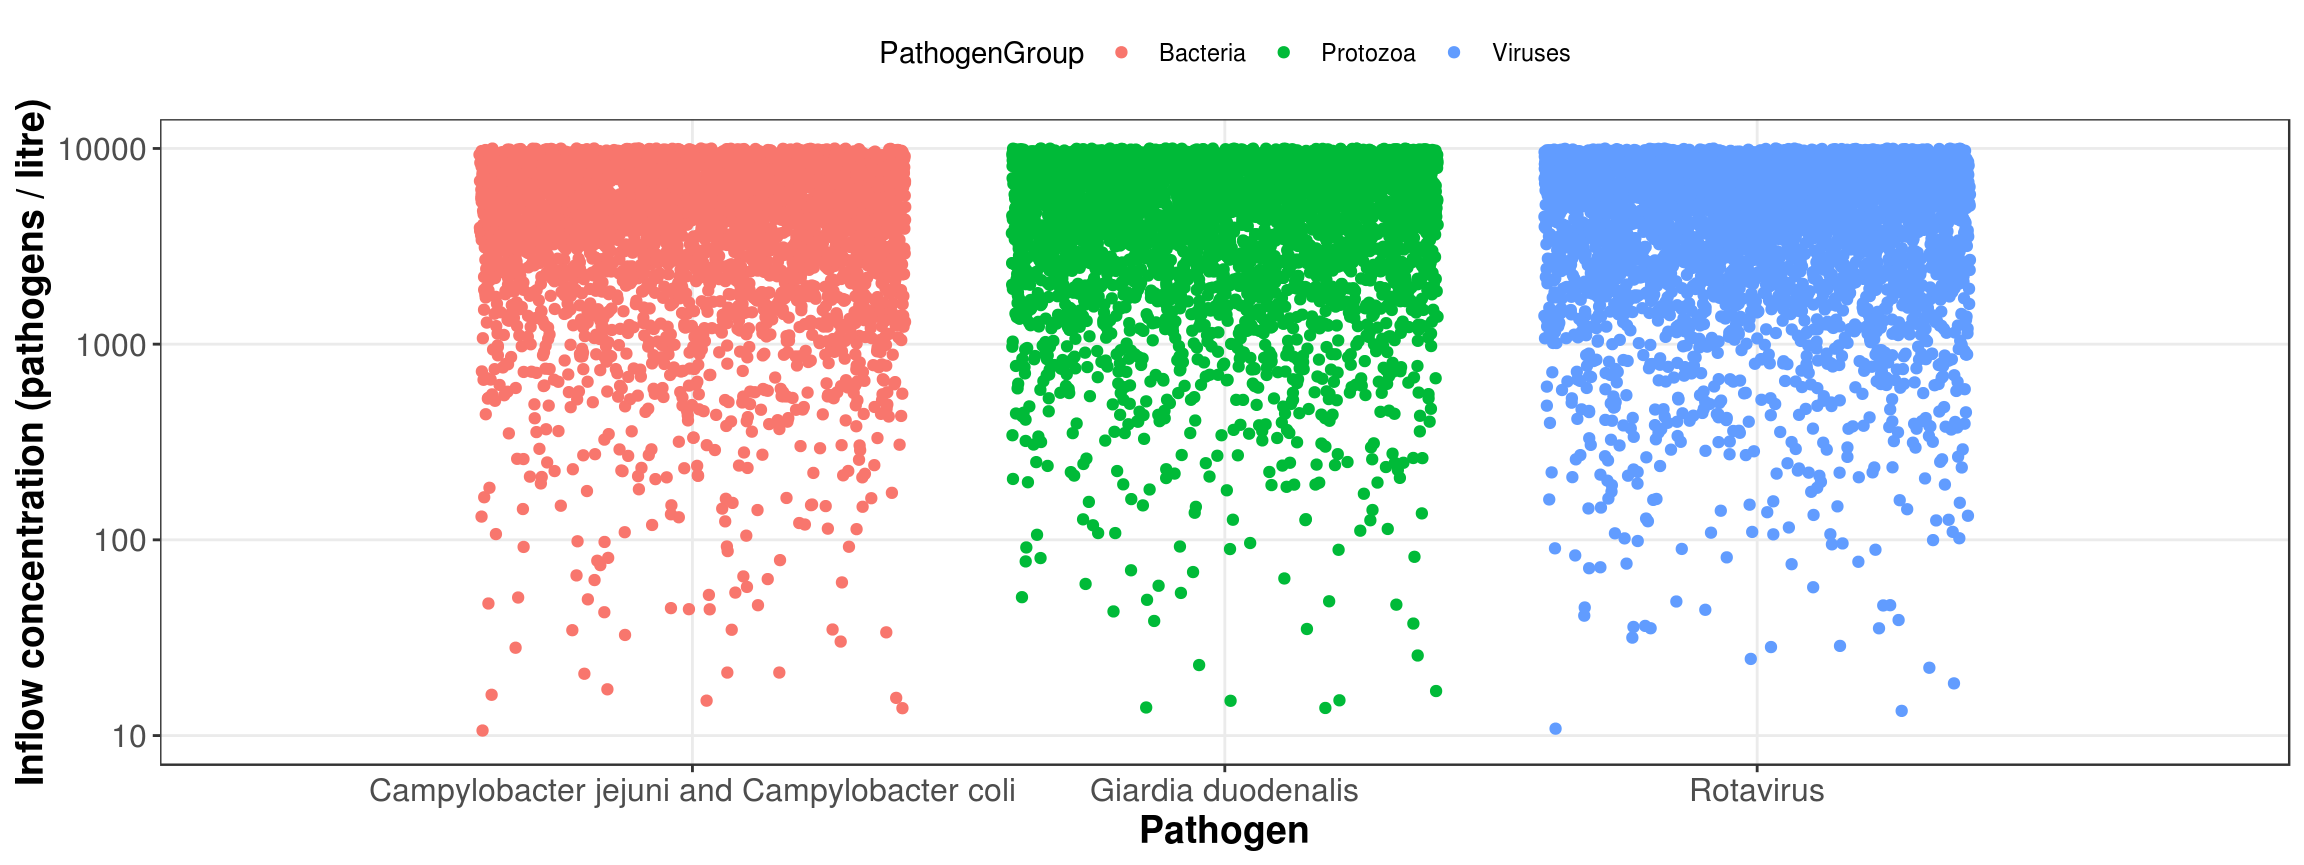 PathogenGroup Bacteria Protozoa Viruses
Inflow concentration (pathogens / litre)
10000
1000
100
10
Campylobacter jejuni and Campylobacter coli Giardia duodenalis Rotavirus
Pathogen